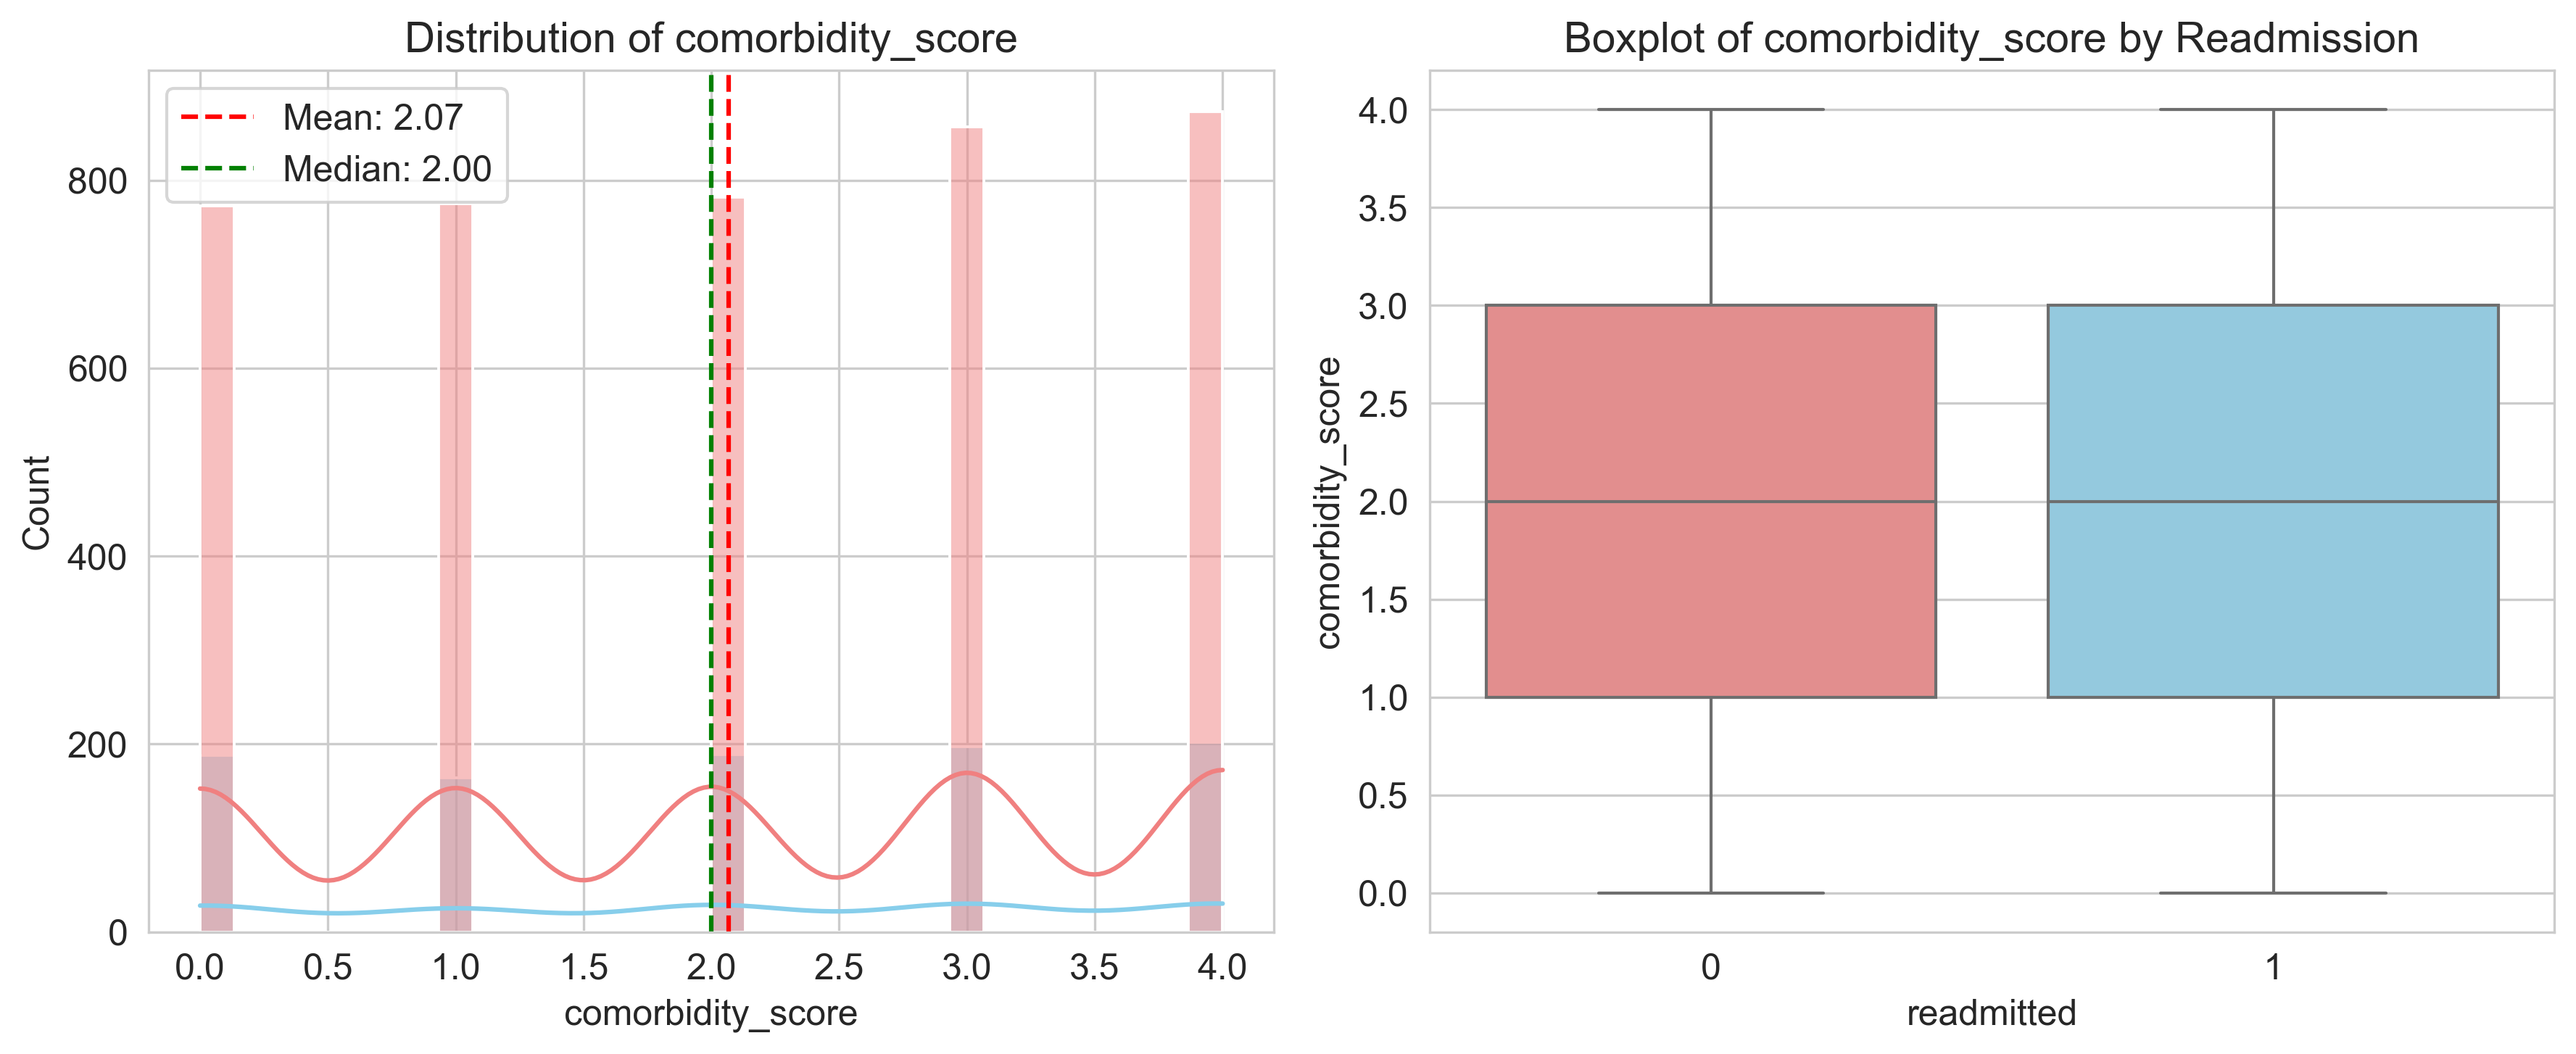 Distribution of comorbidity_score
Mean: 2.07
Median: 2.00
Count
800
600
400
200
0
0.0 0.5 1.0 1.5 2.0 2.5 3.0 3.5 4.0
comorbidity_score
Boxplot of comorbidity_score by Readmission
comorbidity_score
4.0
3.5
3.0
2.5
2.0
1.5
1.0
0.5
0.0
0 1
readmitted